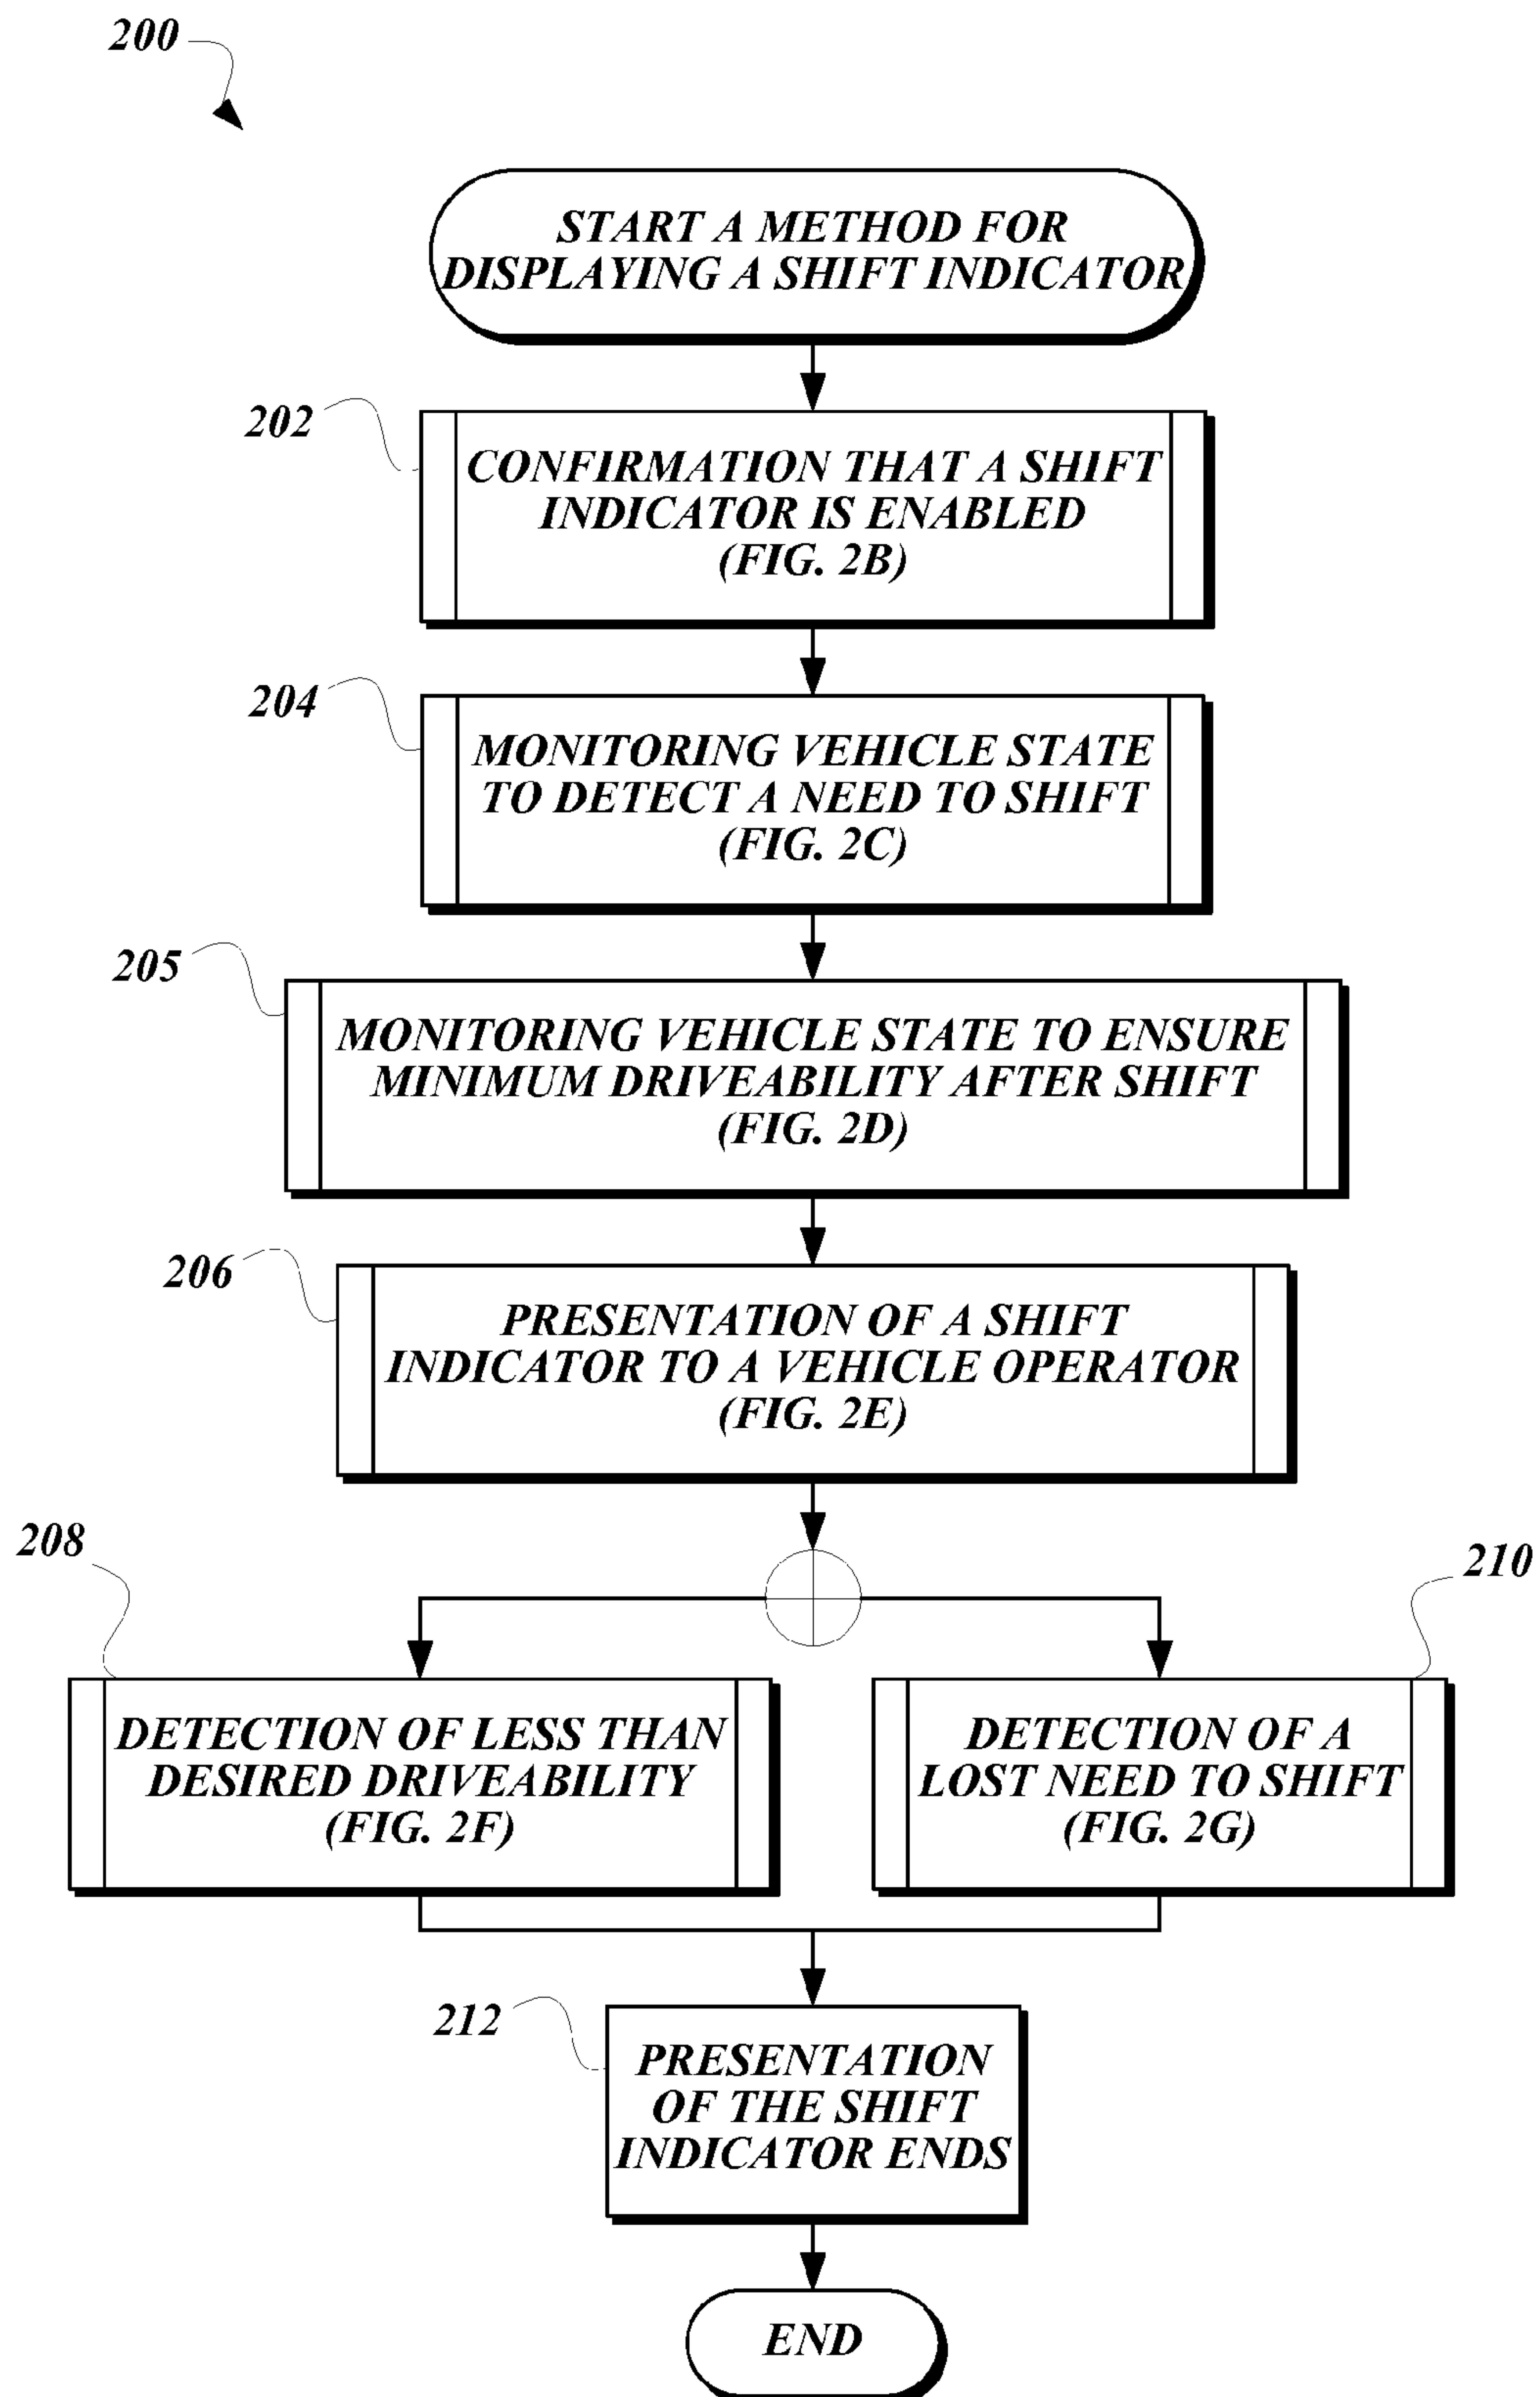 200
START A METHOD FOR
DISPLAYING A SHIFT INDICATOR
202
CONFIRMATION THAT A SHIFT
INDICATOR IS ENABLED
(FIG. 2B)
204
MONITORING VEHICLE STATE
TO DETECT A NEED TO SHIFT
(FIG. 2C)
205
MONITORING VEHICLE STATE TO ENSURE
MINIMUM DRIVEABILITY AFTER SHIFT
(FIG. 2D)
206
PRESENTATION OF A SHIFT
INDICATOR TO A VEHICLE OPERATOR
(FIG. 2E)
208
DETECTION OF LESS THAN
DESIRED DRIVEABILITY
(FIG. 2F)
210
DETECTION OF A
LOST NEED TO SHIFT
(FIG. 2G)
212
PRESENTATION
OF THE SHIFT
INDICATOR ENDS
END